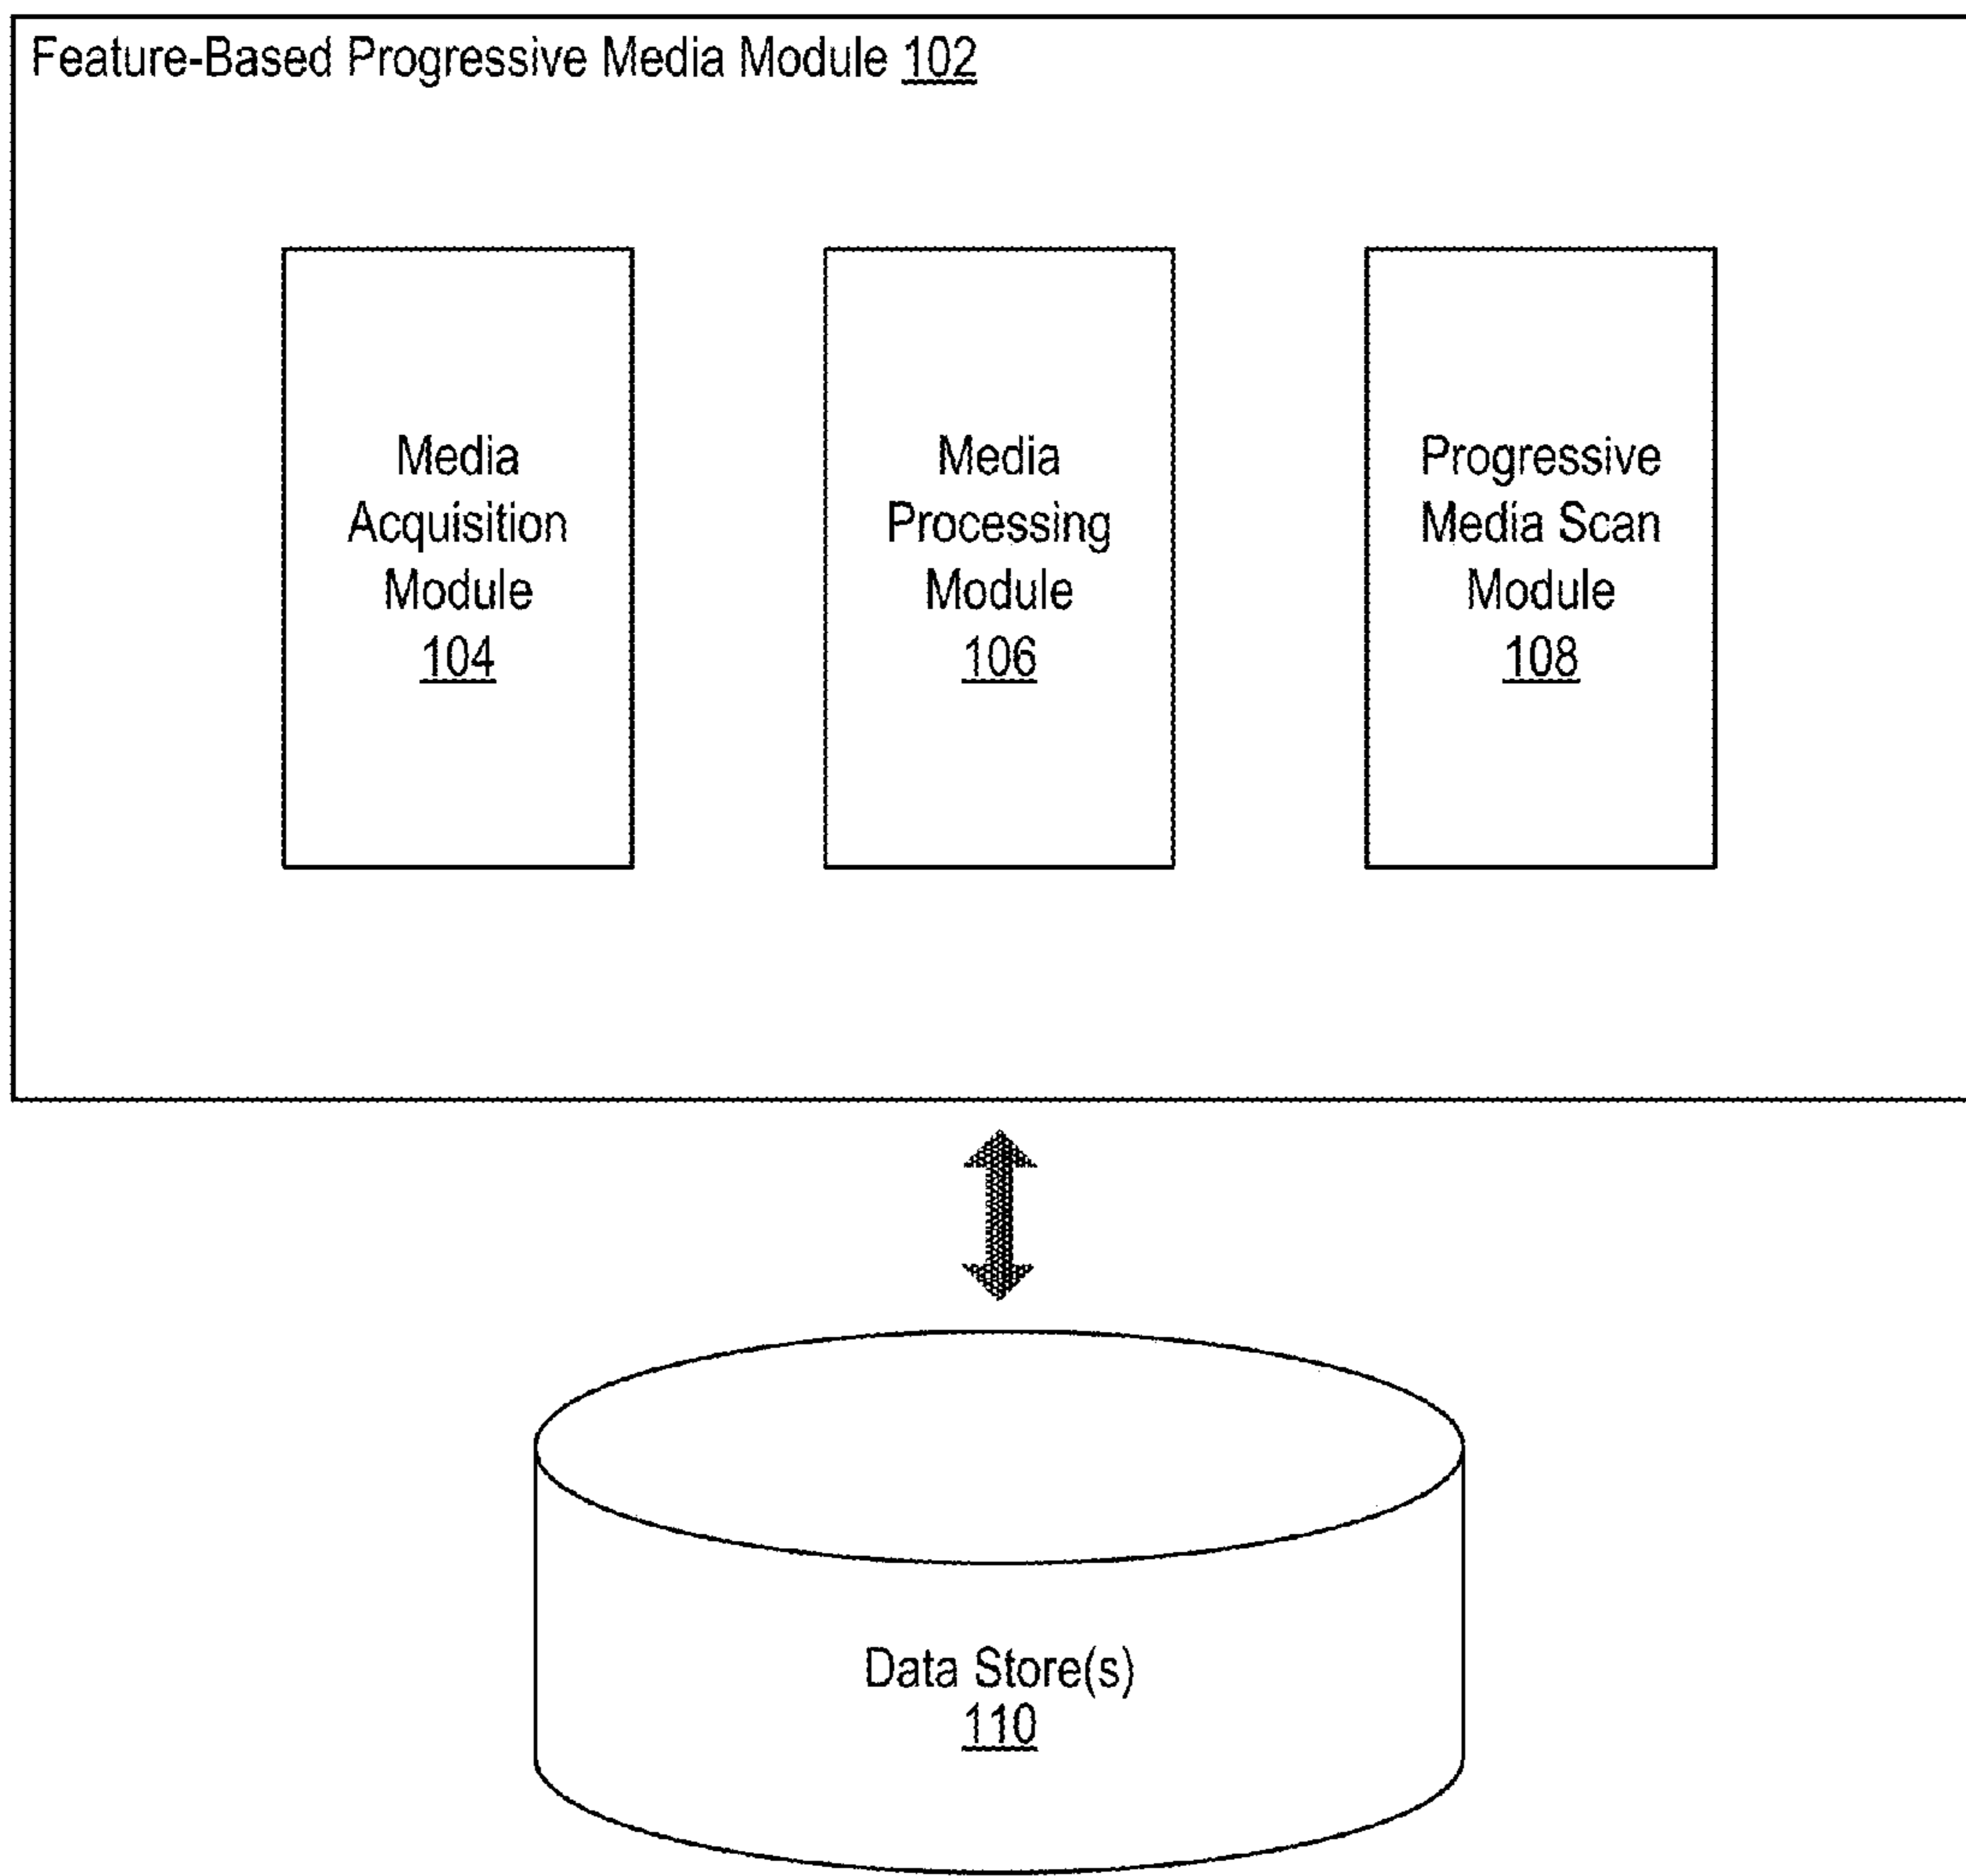 Feature-Based Progressive Media Module 102
Media
Acquisition
Module
104
Media
Processing
Module
106
Progressive
Media Scan
Module
108
Data Store(s)
110